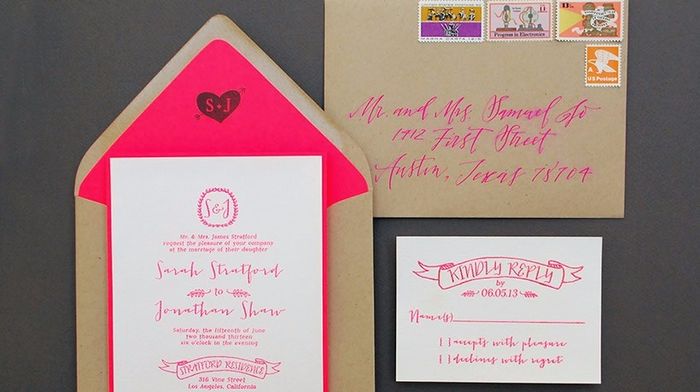 S + J
S & J
Mr. & Mrs. James Stratford
request the pleasure of your company
at the marriage of their daughter
Sarah Stratford
to
Jonathan Shaw
Saturday, the fifteenth of June
two thousand thirteen
six o'clock in the evening
STRATFORD RESIDENCE
316 Vine Street
Los Angeles, California
Progress in Electronics
11c
13c
A
US Postage
Mr. and Mrs. Samuel
1712 First Street
Austin, Texas 78704
KINDLY REPLY
by
06.05.13
Name(s)
[ ] accepts with pleasure
[ ] declines with regret